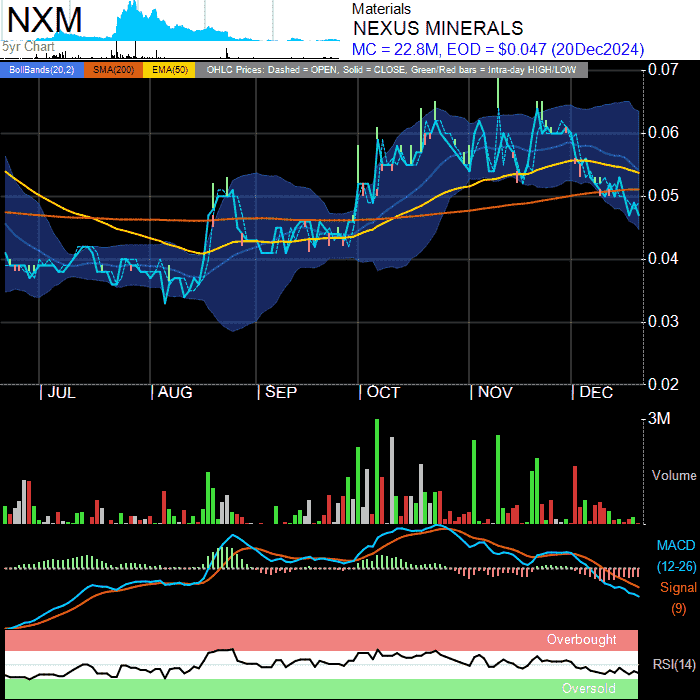 NXM
5yr Chart
Materials
NEXUS MINERALS
MC = 22.8M, EOD = $0.047 (20Dec2024)
BollBands(20,2) SMA(200) EMA(50) OHLC Prices: Dashed = OPEN, Solid = CLOSE, Green/Red bars = Intra-day HIGH/LOW
0.07
0.06
0.05
0.04
0.03
0.02
| JUL | AUG | SEP | OCT | NOV | DEC
3M
Volume
MACD
(12-26)
Signal
(9)
Overbought
RSI(14)
Oversold